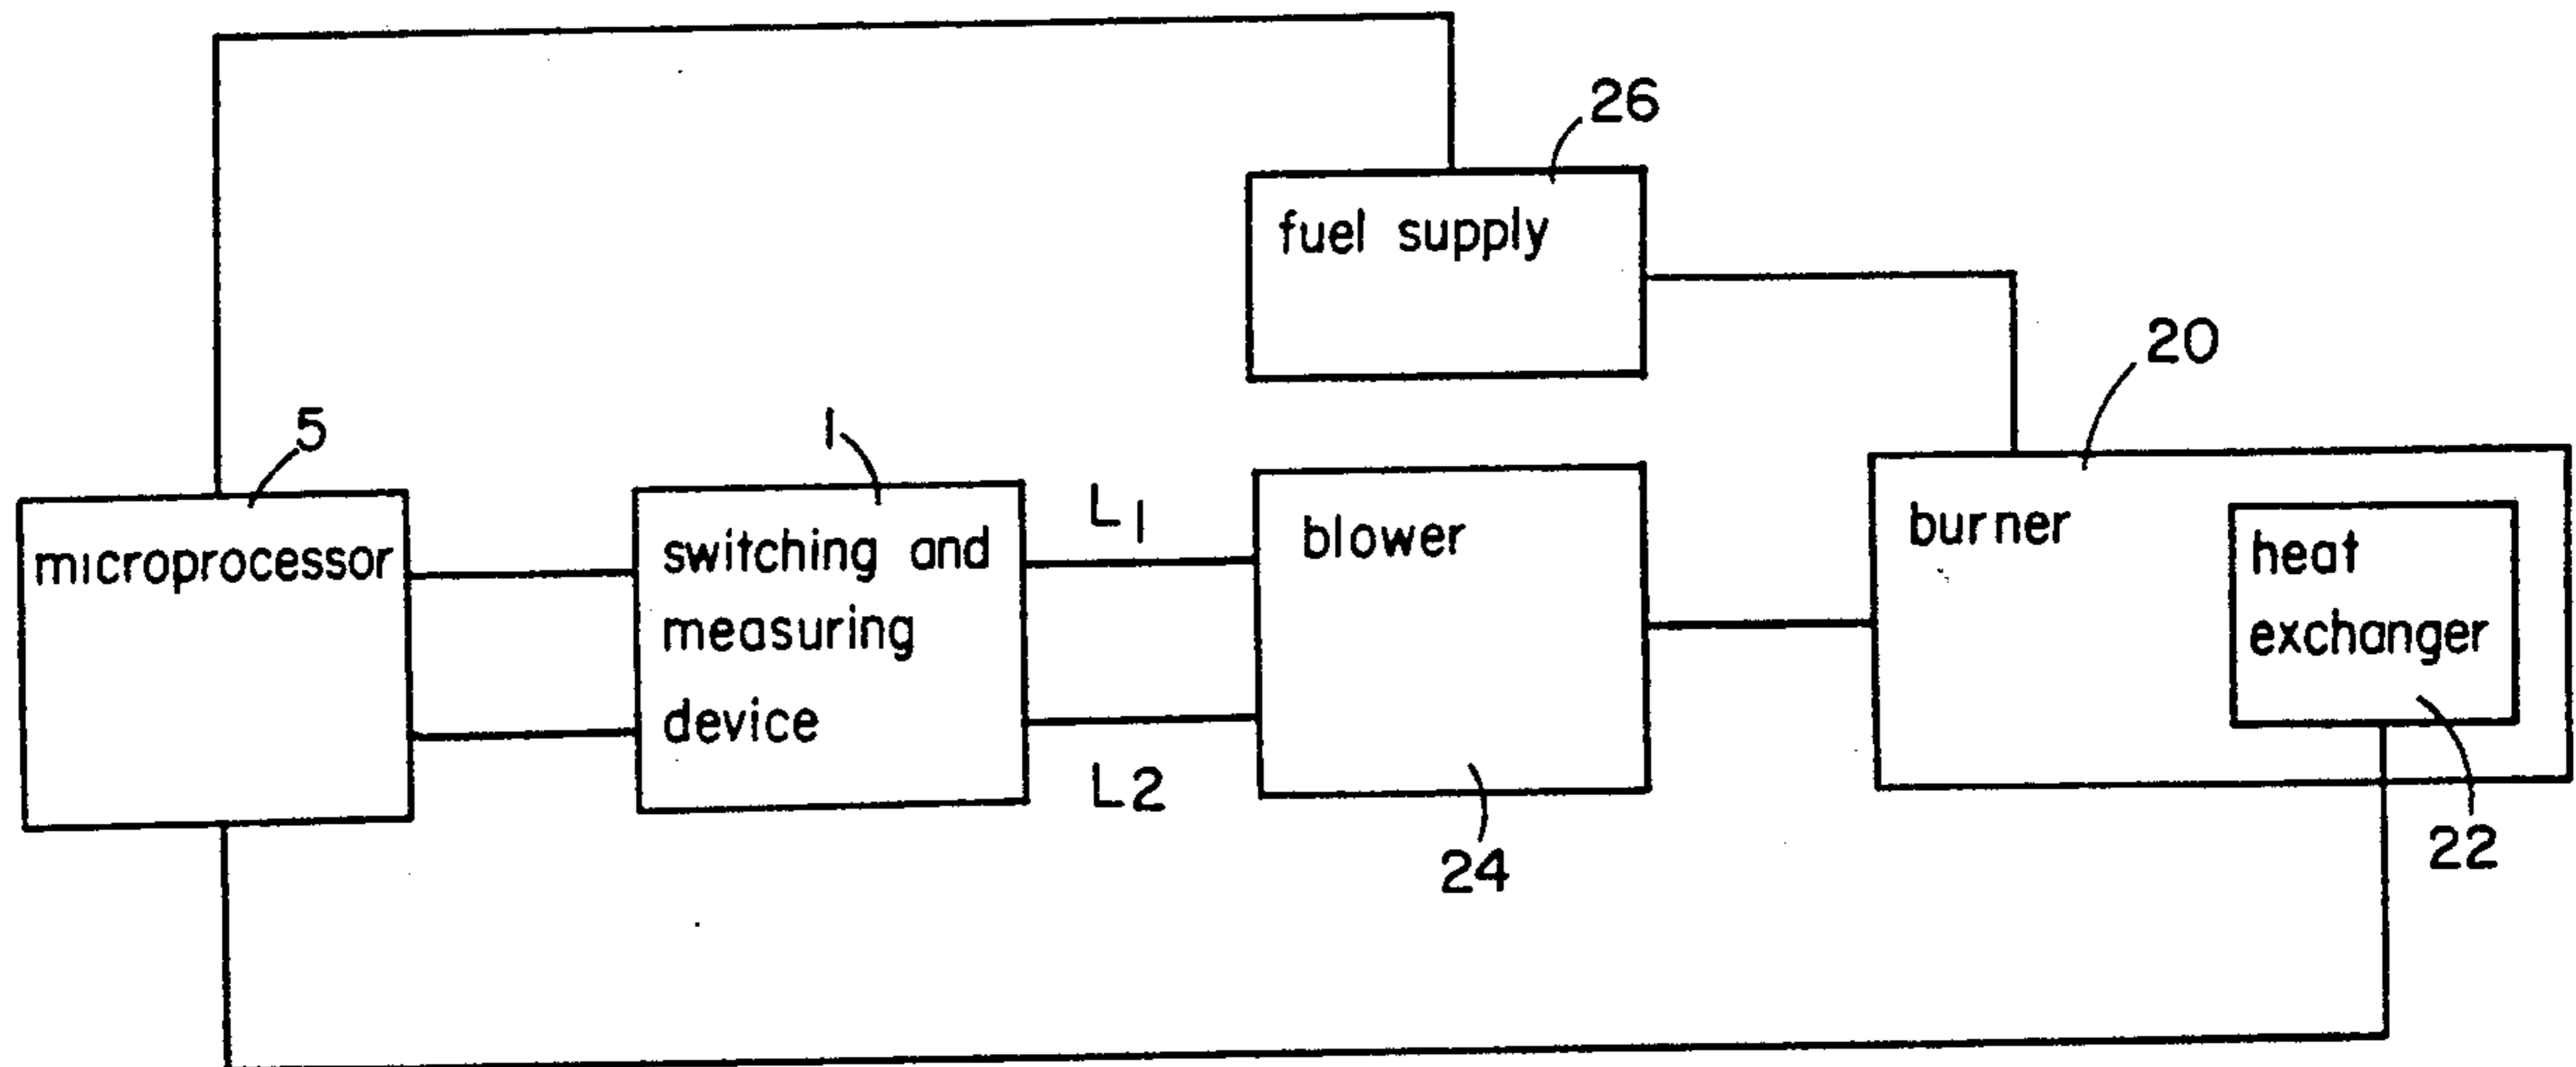 26
fuel supply
20
5
1
microprocessor
switching and
measuring
device
L1
L2
blower
24
burner
heat
exchanger
22